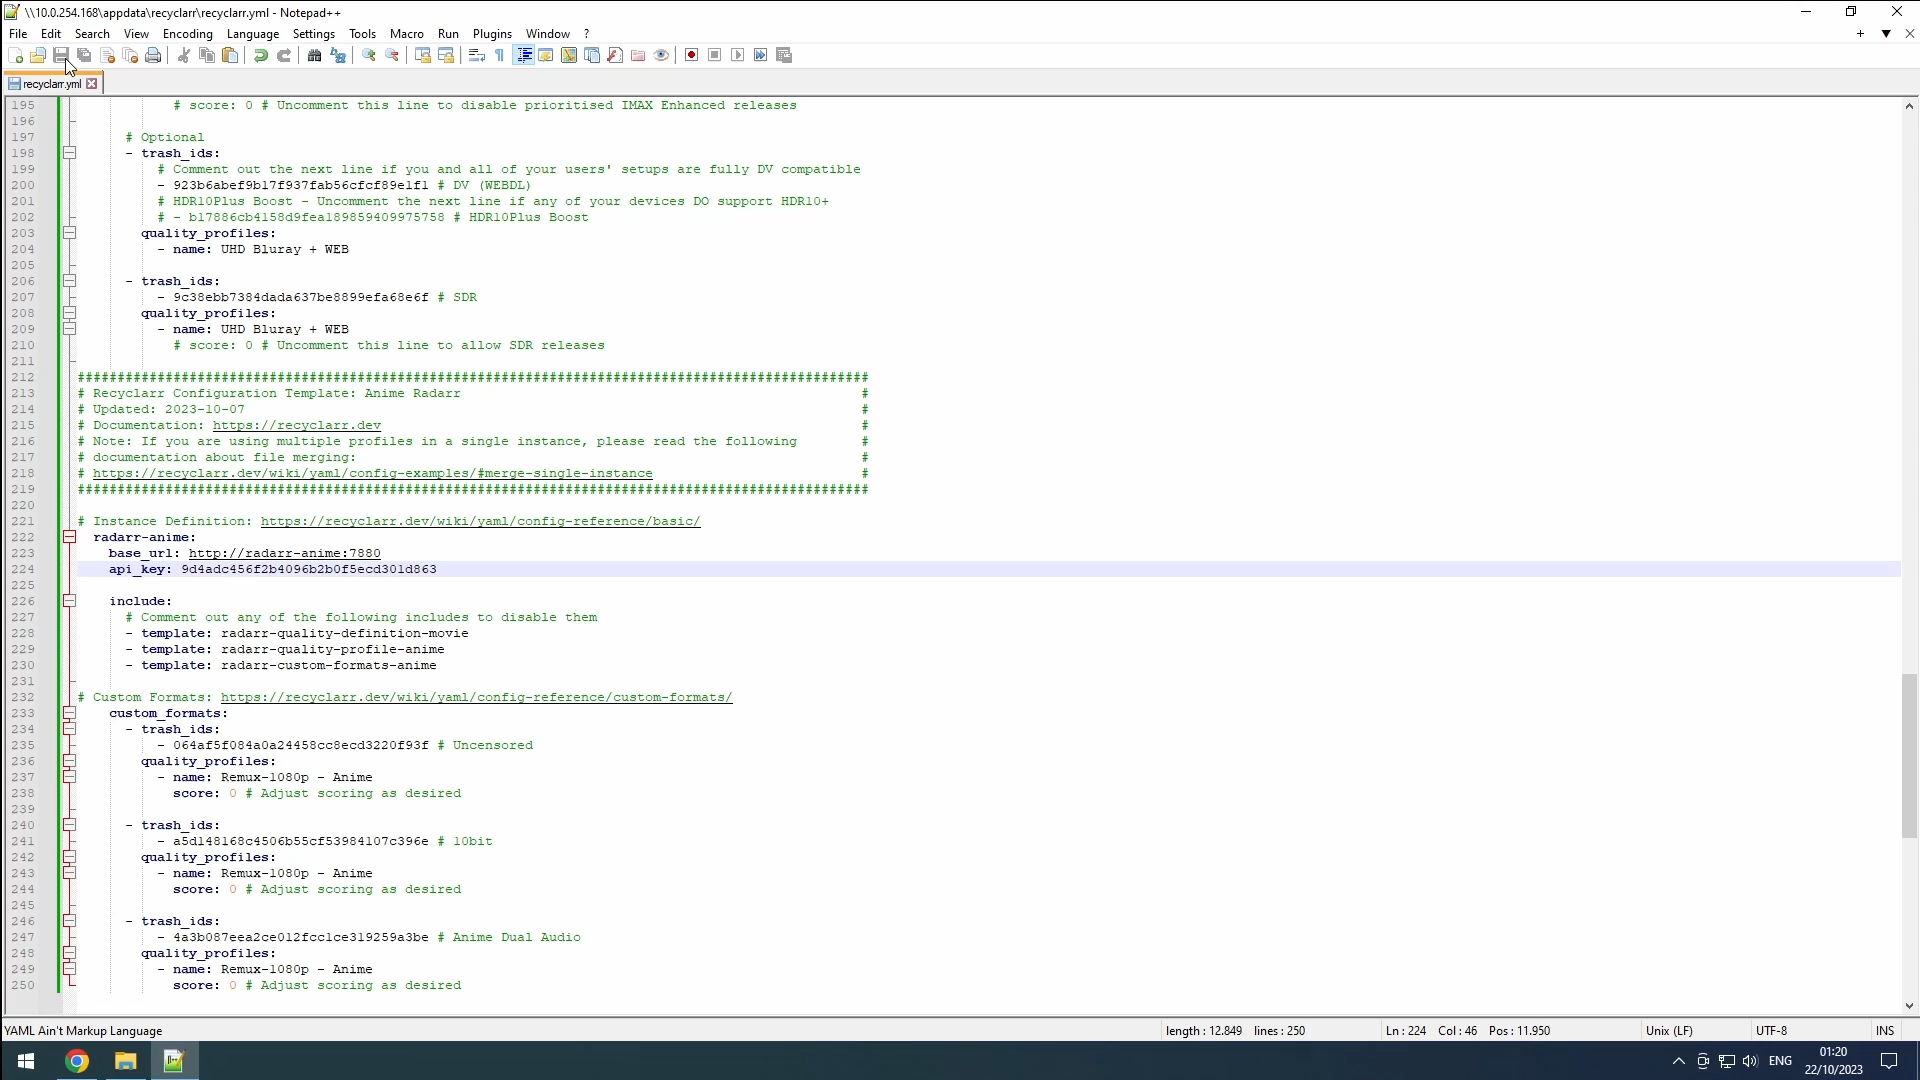 \\10.0.254.168\appdata\recyclarr\recyclarr.yml - Notepad++
File Edit Search View Encoding Language Settings Tools Macro Run Plugins Window ?
recyclarr.yml
195 # score: 0 # Uncomment this line to disable prioritised IMAX Enhanced releases
196
197 # Optional
198 - trash_ids:
199 # Comment out the next line if you and all of your users' setups are fully DV compatible
200 - 923b6abef9b17f937fab56cfcf89e1f1 # DV (WEBDL)
201 # HDR10Plus Boost - Uncomment the next line if any of your devices DO support HDR10+
202 # - b17886cb4158d9fea189859409975758 # HDR10Plus Boost
203 quality_profiles:
204 - name: UHD Bluray + WEB
205
206 - trash_ids:
207 - 9c38ebb7384dada637be8899efa68e6f # SDR
208 quality_profiles:
209 - name: UHD Bluray + WEB
210 # score: 0 # Uncomment this line to allow SDR releases
211
212 ###################################################################################################
213 # Recyclarr Configuration Template: Anime Radarr #
214 # Updated: 2023-10-07 #
215 # Documentation: https://recyclarr.dev #
216 # Note: If you are using multiple profiles in a single instance, please read the following #
217 # documentation about file merging: #
218 # https://recyclarr.dev/wiki/yaml/config-examples/#merge-single-instance #
219 ###################################################################################################
220
221 # Instance Definition: https://recyclarr.dev/wiki/yaml/config-reference/basic/
222 radarr-anime:
223 base_url: http://radarr-anime:7880
224 api_key: 9d4adc456f2b4096b2b0f5ecd301d863
225
226 include:
227 # Comment out any of the following includes to disable them
228 - template: radarr-quality-definition-movie
229 - template: radarr-quality-profile-anime
230 - template: radarr-custom-formats-anime
231
232 # Custom Formats: https://recyclarr.dev/wiki/yaml/config-reference/custom-formats/
233 custom_formats:
234 - trash_ids:
235 - 064af5f084a0a24458cc8ecd3220f93f # Uncensored
236 quality_profiles:
237 - name: Remux-1080p - Anime
238 score: 0 # Adjust scoring as desired
239
240 - trash_ids:
241 - a5d148168c4506b55cf53984107c396e # 10bit
242 quality_profiles:
243 - name: Remux-1080p - Anime
244 score: 0 # Adjust scoring as desired
245
246 - trash_ids:
247 - 4a3b087eea2ce012fcc1ce319259a3be # Anime Dual Audio
248 quality_profiles:
249 - name: Remux-1080p - Anime
250 score: 0 # Adjust scoring as desired
YAML Ain't Markup Language length : 12.849 lines : 250 Ln : 224 Col : 46 Pos : 11.950 Unix (LF) UTF-8 INS
ENG
01:20
22/10/2023